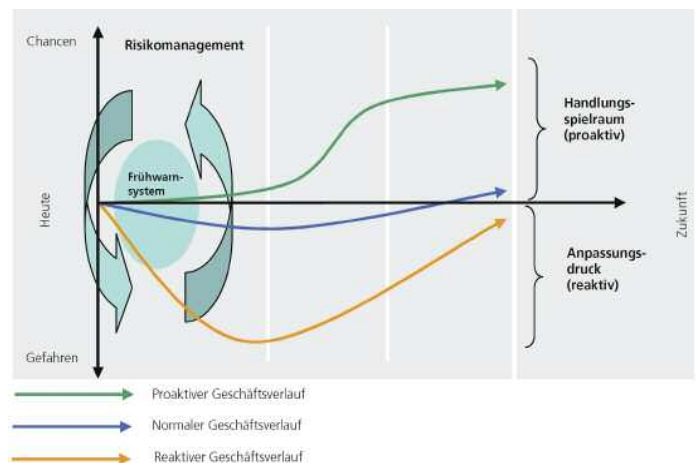 Chancen
Risikomanagement
Handlungs-
spielraum
(proaktiv)
Frühwarn-
system
Heute
Zukunft
Anpassungs-
druck
(reaktiv)
Gefahren
Proaktiver Geschäftsverlauf
Normaler Geschäftsverlauf
Reaktiver Geschäftsverlauf